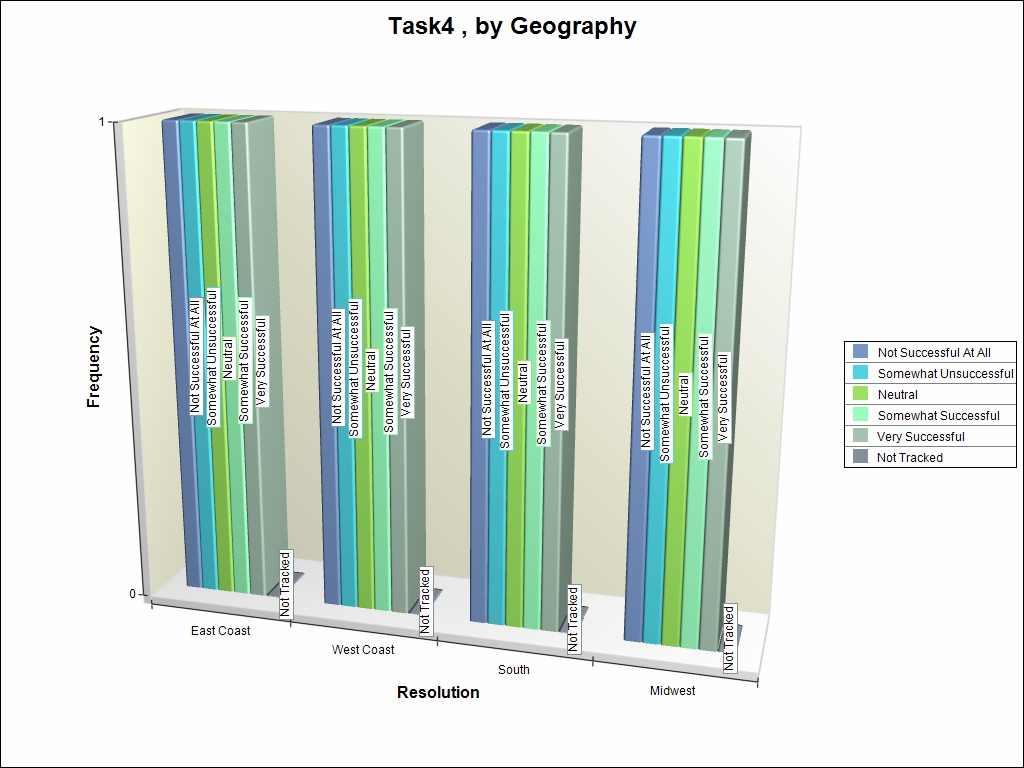 Task4 , by Geography
1
0
Frequency
Not Successful At All
Somewhat Unsuccessful
Neutral
Somewhat Successful
Very Successful
Not Tracked
Not Successful At All
Somewhat Unsuccessful
Neutral
Somewhat Successful
Very Successful
Not Tracked
Not Successful At All
Somewhat Unsuccessful
Neutral
Somewhat Successful
Very Successful
Not Tracked
Not Successful At All
Somewhat Unsuccessful
Neutral
Somewhat Successful
Very Successful
Not Tracked
East Coast
West Coast
South
Midwest
Resolution
Not Successful At All
Somewhat Unsuccessful
Neutral
Somewhat Successful
Very Successful
Not Tracked